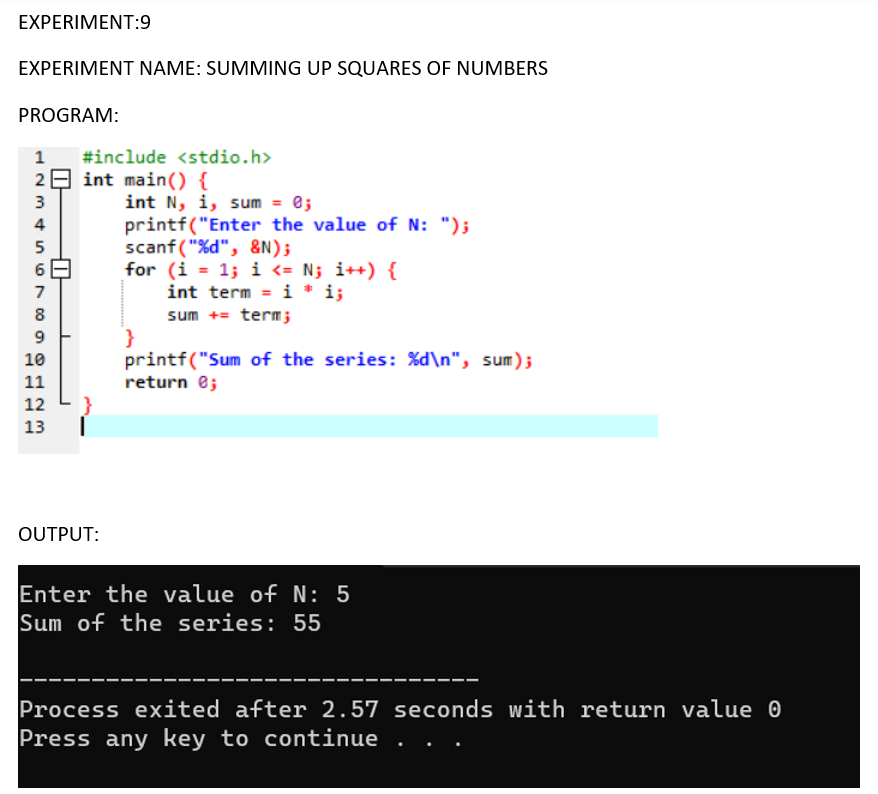 EXPERIMENT:9
EXPERIMENT NAME: SUMMING UP SQUARES OF NUMBERS
PROGRAM:
1 #include <stdio.h>
2 int main() {
3 int N, i, sum = 0;
4 printf("Enter the value of N: ");
5 scanf("%d", &N);
6 for (i = 1; i <= N; i++) {
7 int term = i * i;
8 sum += term;
9 }
10 printf("Sum of the series: %d\n", sum);
11 return 0;
12 }
13
OUTPUT:
Enter the value of N: 5
Sum of the series: 55
--------------------------------
Process exited after 2.57 seconds with return value 0
Press any key to continue . . .